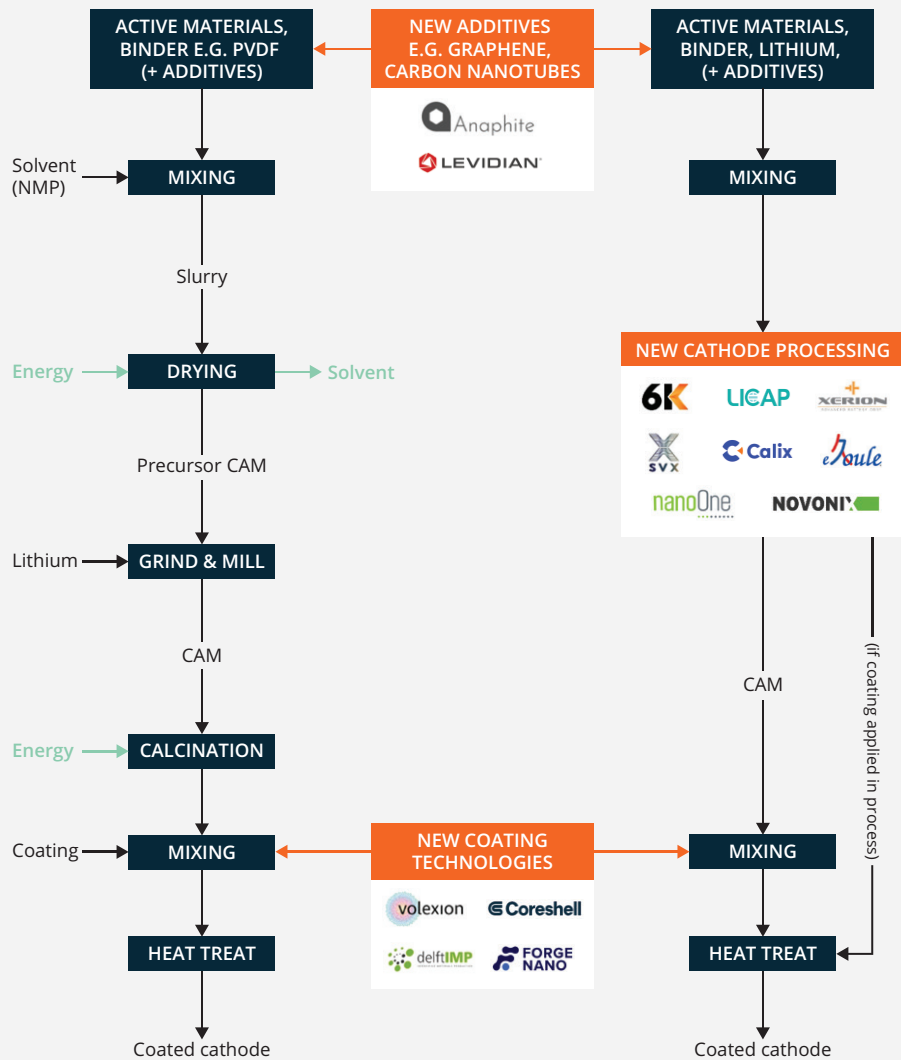 ACTIVE MATERIALS,
BINDER E.G. PVDF
(+ ADDITIVES)
NEW ADDITIVES
E.G. GRAPHENE,
CARBON NANOTUBES
ACTIVE MATERIALS,
BINDER, LITHIUM,
(+ ADDITIVES)
Anaphite
LEVIDIAN
Solvent
(NMP)
MIXING
MIXING
Slurry
NEW CATHODE PROCESSING
Energy
DRYING
Solvent
6K
LICAP
XERION
SVX
Calix
eJoule
nanoOne
NOVONIX
Precursor CAM
Lithium
GRIND & MILL
CAM
CAM
(if coating applied in process)
Energy
CALCINATION
Coating
MIXING
NEW COATING
TECHNOLOGIES
MIXING
volexion
Coreshell
delftIMP
FORGE
NANO
HEAT TREAT
HEAT TREAT
Coated cathode
Coated cathode